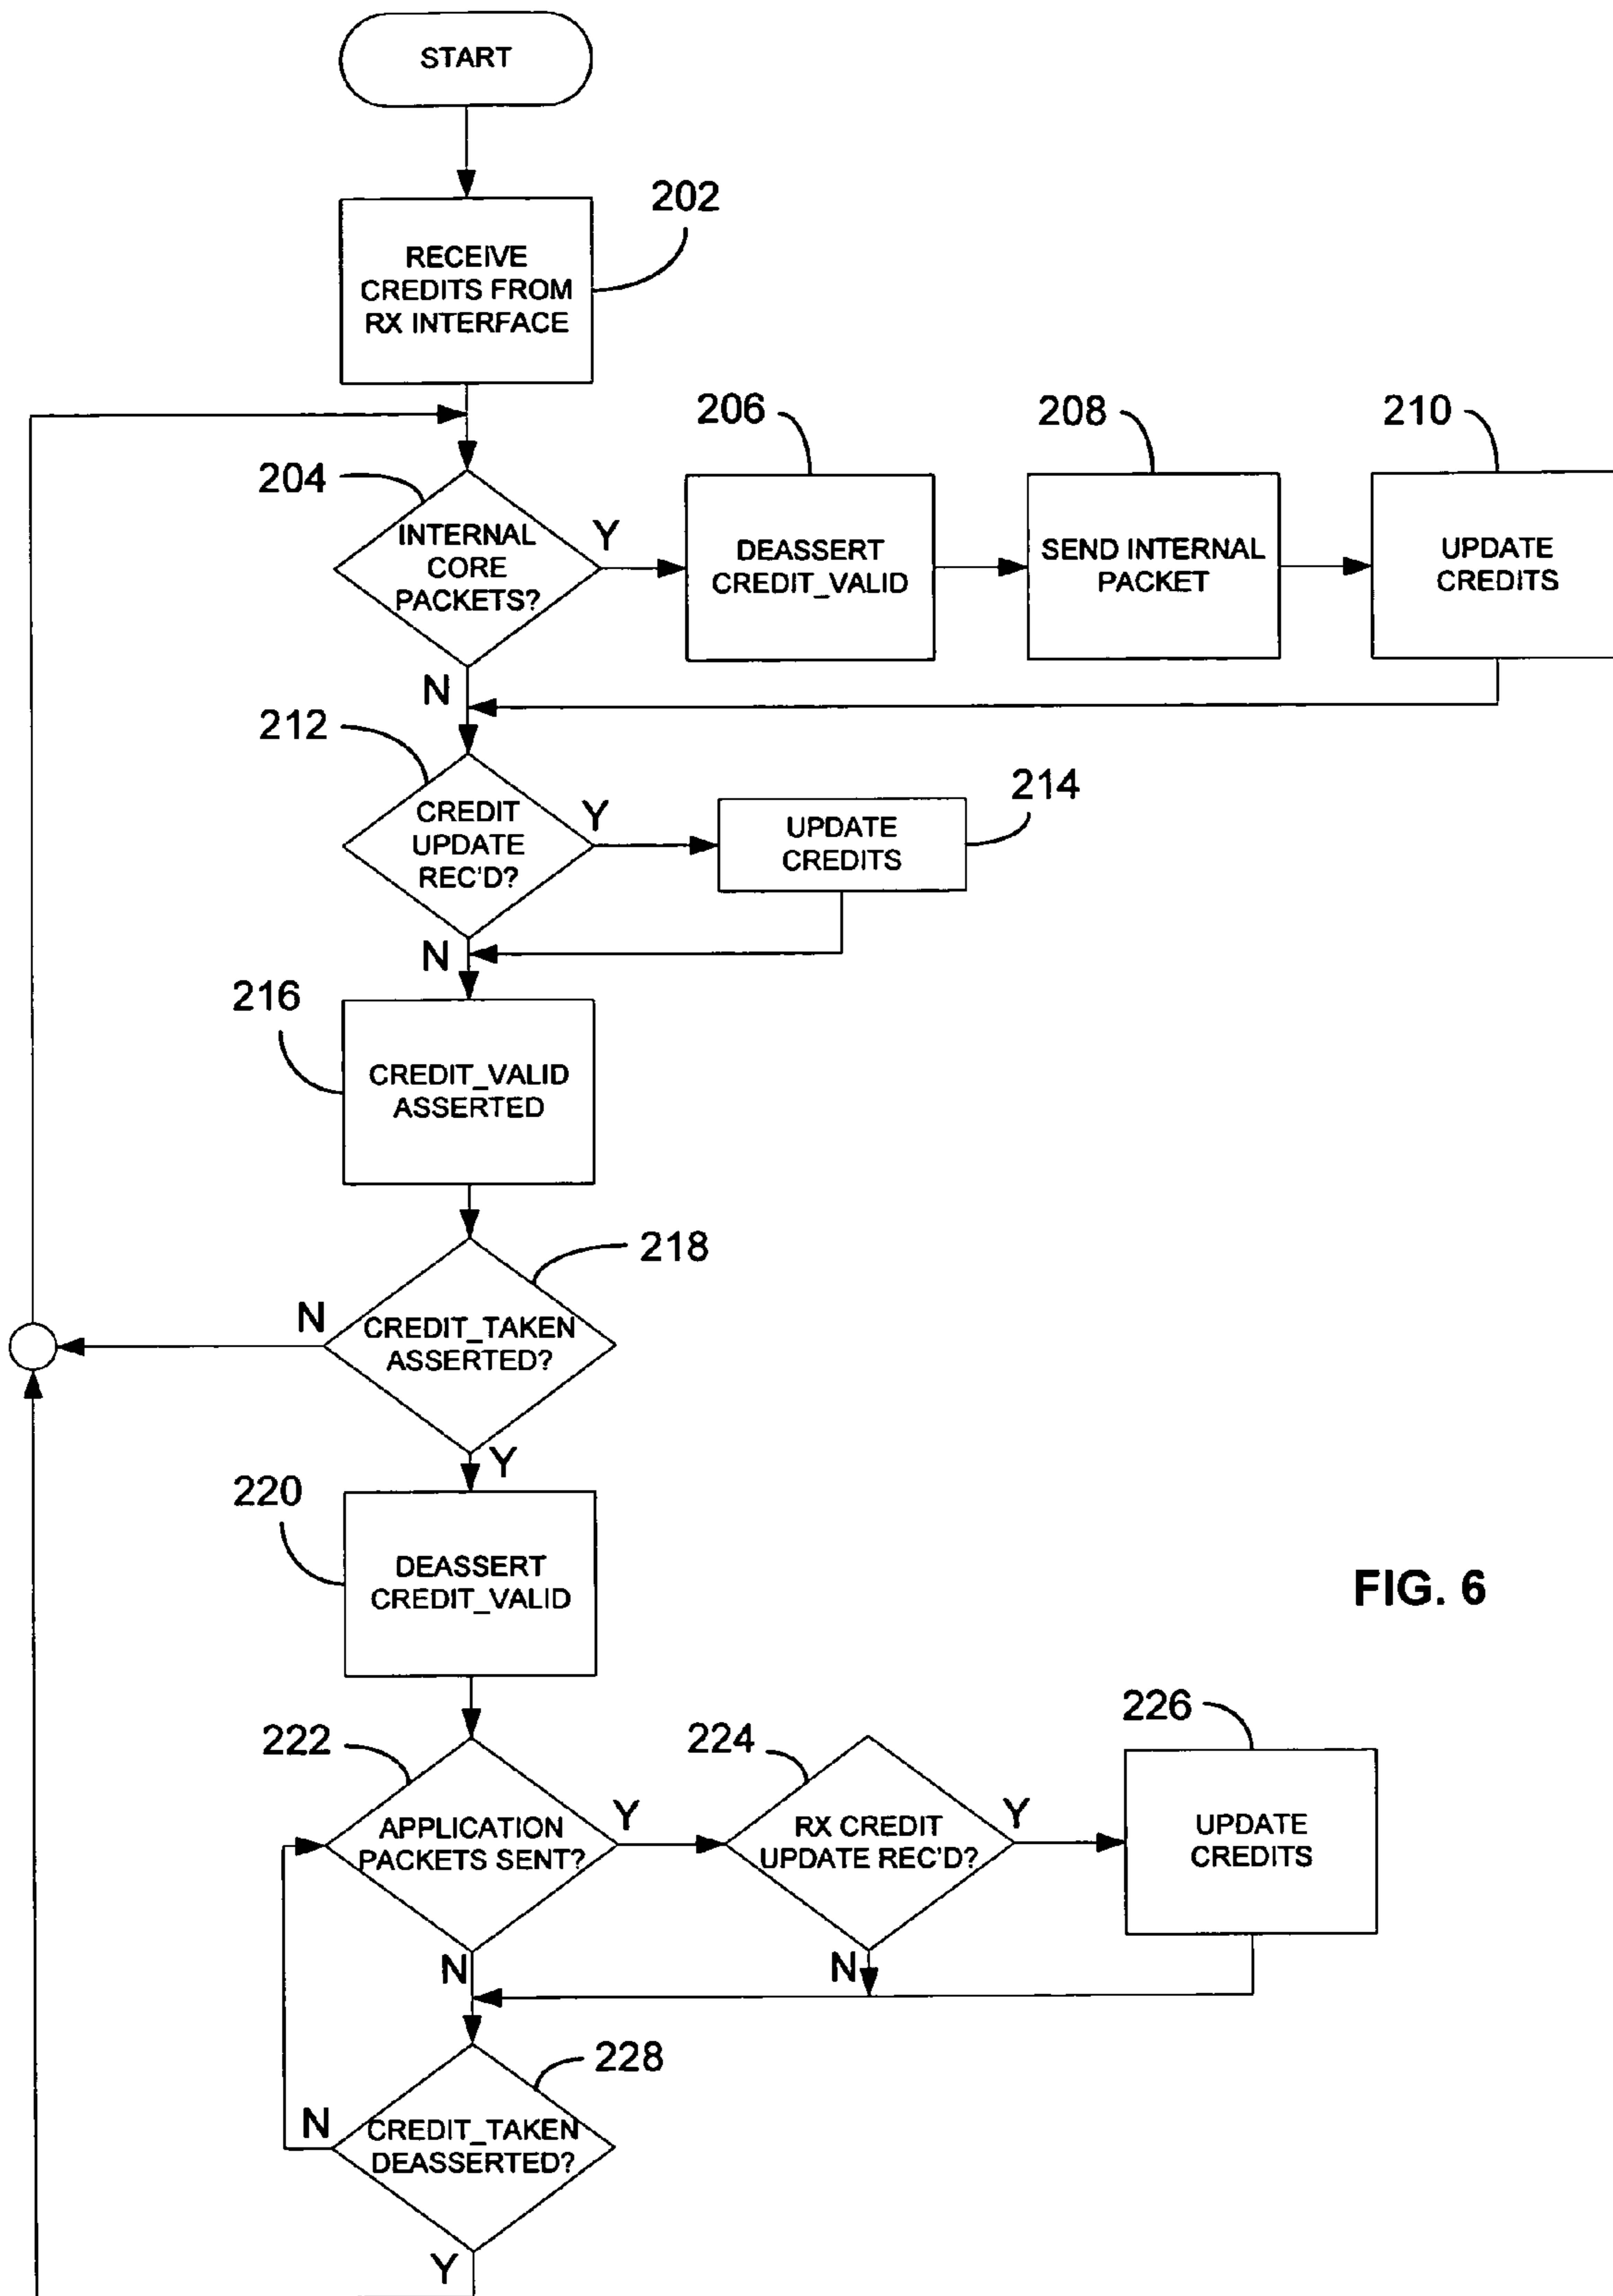 START
202
RECEIVE
CREDITS FROM
RX INTERFACE
206
208
210
204
INTERNAL
CORE
PACKETS?
Y
DEASSERT
CREDIT_VALID
SEND INTERNAL
PACKET
UPDATE
CREDITS
N
212
CREDIT
UPDATE
REC'D?
Y
UPDATE
CREDITS
214
N
216
CREDIT_VALID
ASSERTED
218
N
CREDIT_TAKEN
ASSERTED?
Y
220
DEASSERT
CREDIT_VALID
FIG. 6
222
224
226
APPLICATION
PACKETS SENT?
Y
RX CREDIT
UPDATE REC'D?
Y
UPDATE
CREDITS
N
N
228
N
CREDIT_TAKEN
DEASSERTED?
Y